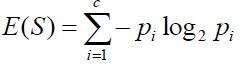 E(S) = \sum_{i=1}^{c} - p_i \log_2 p_i